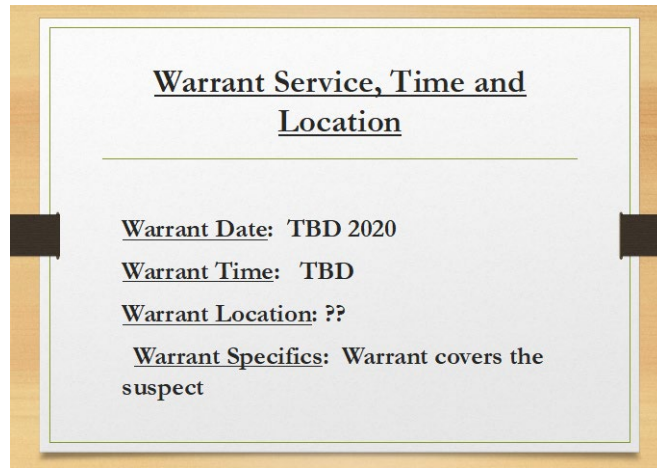 Warrant Service, Time and
Location
Warrant Date: TBD 2020
Warrant Time: TBD
Warrant Location: ??
Warrant Specifics: Warrant covers the
suspect